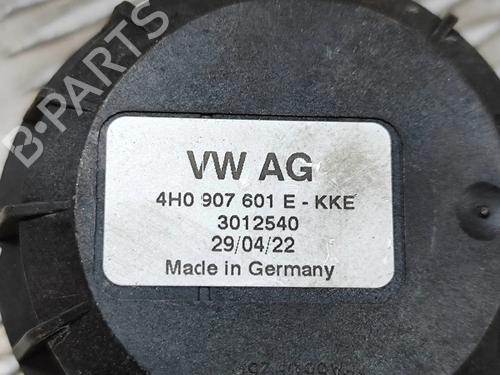 B-PARTS
VW AG
4H0 907 601 E - KKE
3012540
29/04/22
Made in Germany